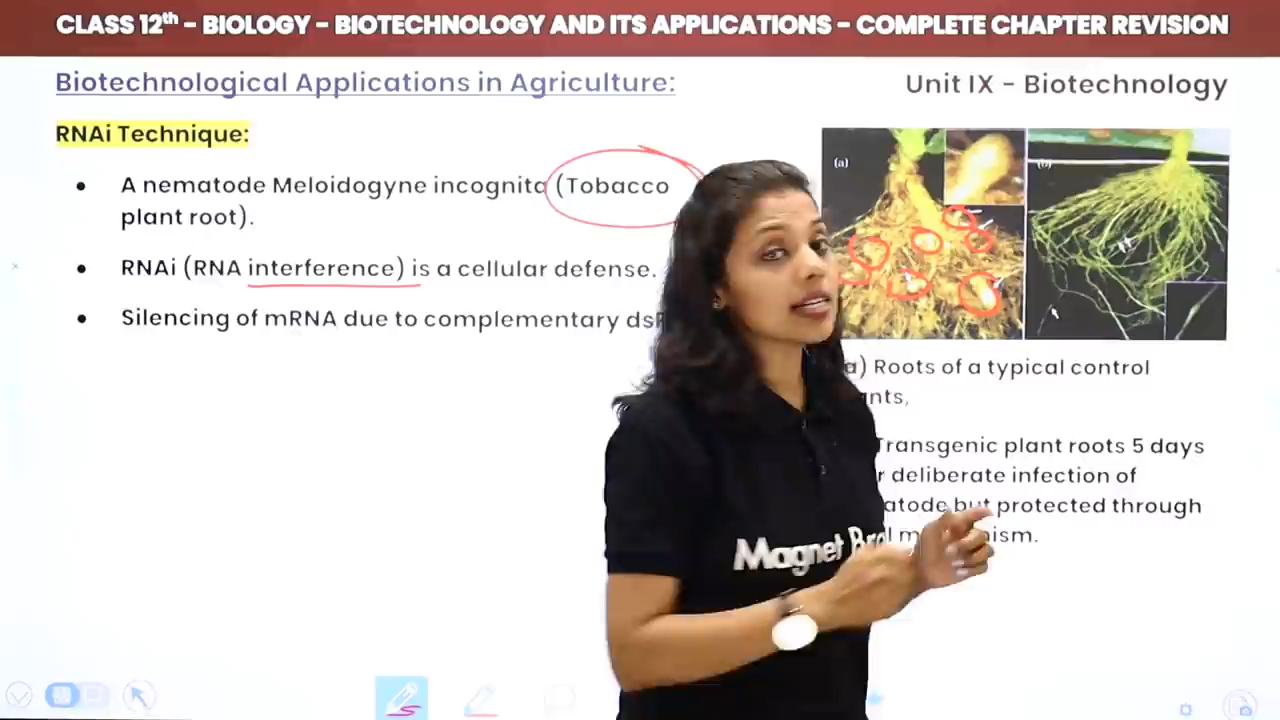 CLASS 12th – BIOLOGY – BIOTECHNOLOGY AND ITS APPLICATIONS – COMPLETE CHAPTER REVISION
Biotechnological Applications in Agriculture:
Unit IX – Biotechnology
RNAi Technique:
• A nematode Meloidogyne incognita (Tobacco
plant root).
• RNAi (RNA interference) is a cellular defense.
• Silencing of mRNA due to complementary
(a)
(b)
a) Roots of a typical control
Transgenic plant roots 5 days
deliberate infection of
but protected through
Magnet